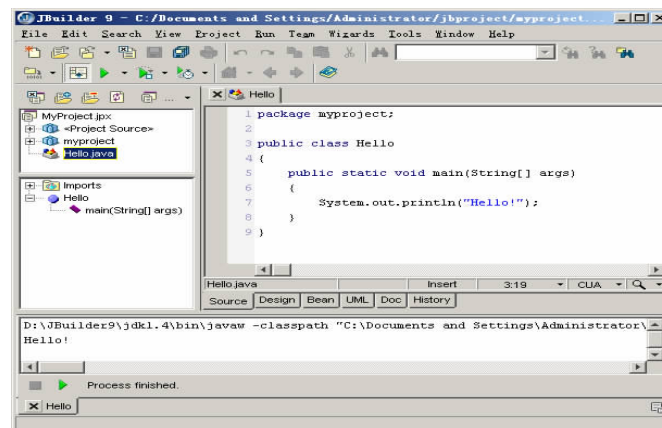 JBuilder 9 - C:/Documents and Settings/Administrator/jbproject/myproject...
File Edit Search View Project Run Team Wizards Tools Window Help
Hello
MyProject.jpx
<Project Source>
myproject
Hello.java
Imports
Hello
main(String[] args)
1 package myproject;
2
3 public class Hello
4 {
5 public static void main(String[] args)
6 {
7 System.out.println("Hello!");
8 }
9 }
Hello.java Insert 3:19 CUA
Source Design Bean UML Doc History
D:\JBuilder9\jdk1.4\bin\javaw -classpath "C:\Documents and Settings\Administrator\
Hello!
Process finished.
Hello